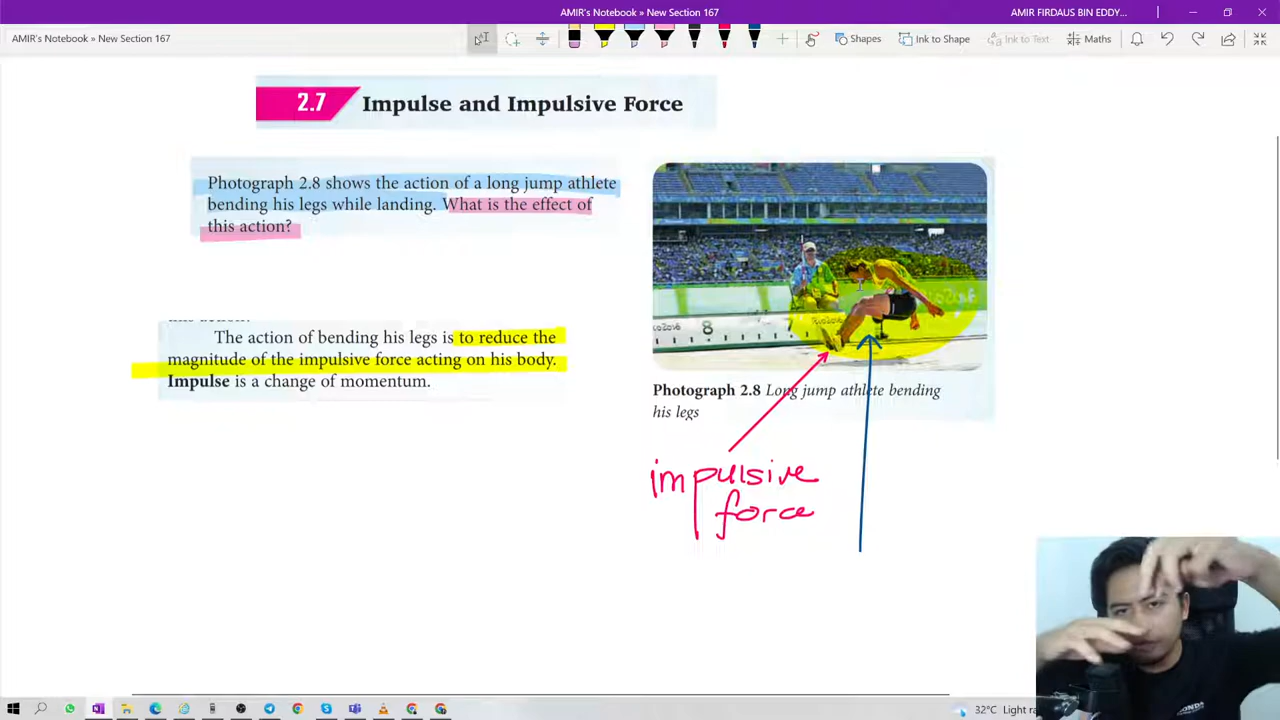 AMIR's Notebook » New Section 167
AMIR FIRDAUS BIN EDDY...
AMIR's Notebook » New Section 167
Shapes
Ink to Shape
Ink to Text
Maths
2.7 Impulse and Impulsive Force
Photograph 2.8 shows the action of a long jump athlete
bending his legs while landing. What is the effect of
this action?
The action of bending his legs is to reduce the
magnitude of the impulsive force acting on his body.
Impulse is a change of momentum.
8
Photograph 2.8 Long jump athlete bending
his legs
impulsive
force
32°C Light